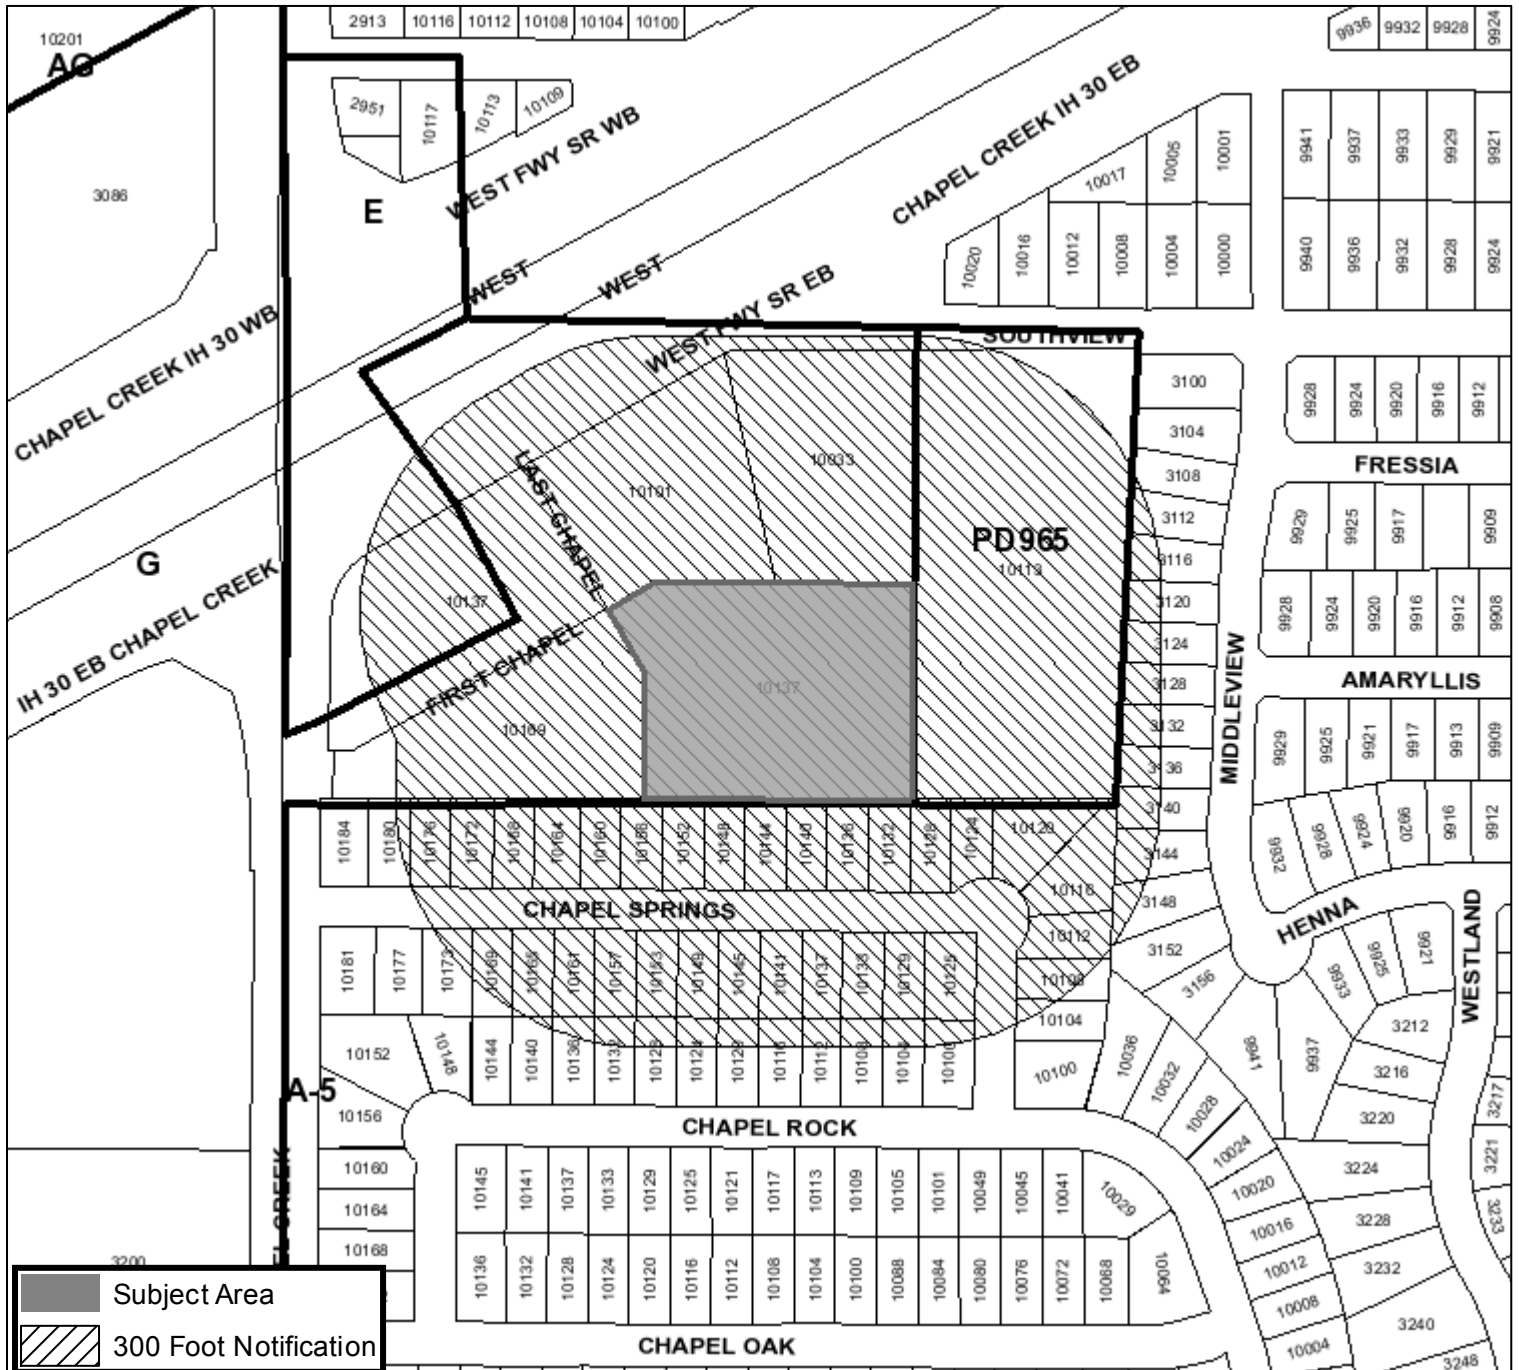 2913 10116 10112 10108 10104 10100
9936 9932 9928 9924
10201
AG
2951 10117 10113 10109
WEST FWY SR WB
CHAPEL CREEK IH 30 EB
3086
E
10017 10005 10001
9941 9937 9933 9929 9921
10020 10016 10012 10008 10004 10000
9940 9936 9932 9928 9924
WEST WEST
WEST FWY SR EB
CHAPEL CREEK IH 30 WB
SOUTHVIEW
3100
3104
3108
3112
3116
3120
3124
3128
3132
3136
3140
3144
3148
3152
3156
9928 9924 9920 9916 9912
FRESSIA
9929 9925 9917 9909
9928 9924 9920 9916 9912 9908
AMARYLLIS
9929 9925 9921 9917 9913 9909
9932 9928 9924 9920 9916 9912
MIDDLEVIEW
HENNA
WESTLAND
10033
10101
LAST CHAPEL
PD965
10113
G
10137
FIRST CHAPEL
IH 30 EB CHAPEL CREEK
10137
10169
10184 10180 10176 10172 10168 10164 10160 10156 10152 10148 10144 10140 10136 10132 10128 10124 10120
10116
10112
10108
10104
10100
CHAPEL SPRINGS
10181 10177 10173 10169 10165 10161 10157 10153 10149 10145 10141 10137 10133 10129 10125
10152 10148 10144 10140 10136 10132 10128 10124 10120 10116 10112 10108 10104 10100
10036 10032 10028 10024 10020 10016 10012 10008 10004
9941 9937 9933 9925 9921
3212
3216
3220
3224
3228
3232
3240
3248
3217
3221
3233
A-5
10156
CHAPEL ROCK
10160
10164
10168
10145 10141 10137 10133 10129 10125 10121 10117 10113 10109 10105 10101 10049 10045 10041 10029
10136 10132 10128 10124 10120 10116 10112 10108 10104 10100 10088 10084 10080 10076 10072 10068 10064
EL CREEK
3200
CHAPEL OAK
Subject Area
300 Foot Notification